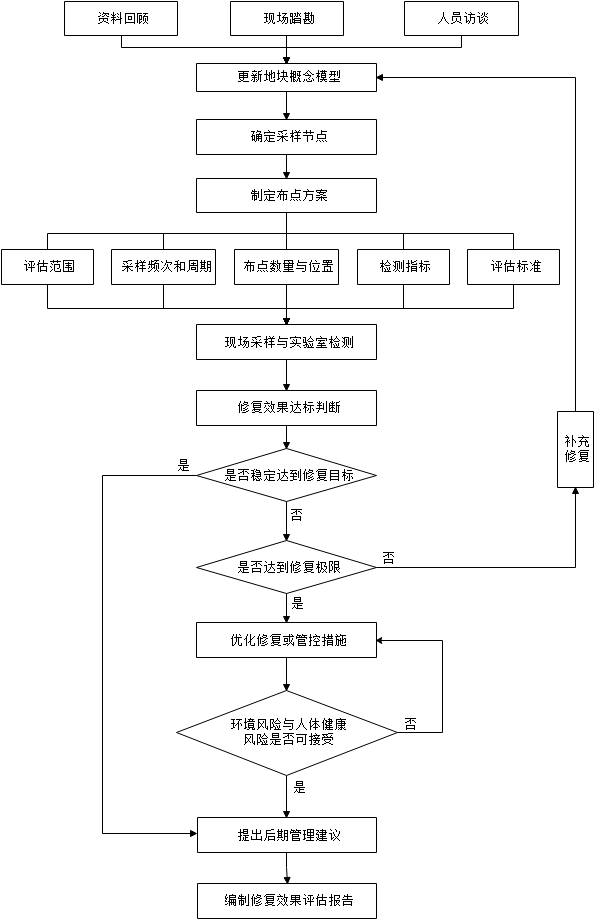 资料回顾
现场踏勘
人员访谈
更新地块概念模型
确定采样节点
制定布点方案
评估范围
采样频次和周期
布点数量与位置
检测指标
评估标准
现场采样与实验室检测
修复效果达标判断
补充
修复
是
是否稳定达到修复目标
否
是否达到修复极限
否
是
优化修复或管控措施
环境风险与人体健康
风险是否可接受
否
是
提出后期管理建议
编制修复效果评估报告